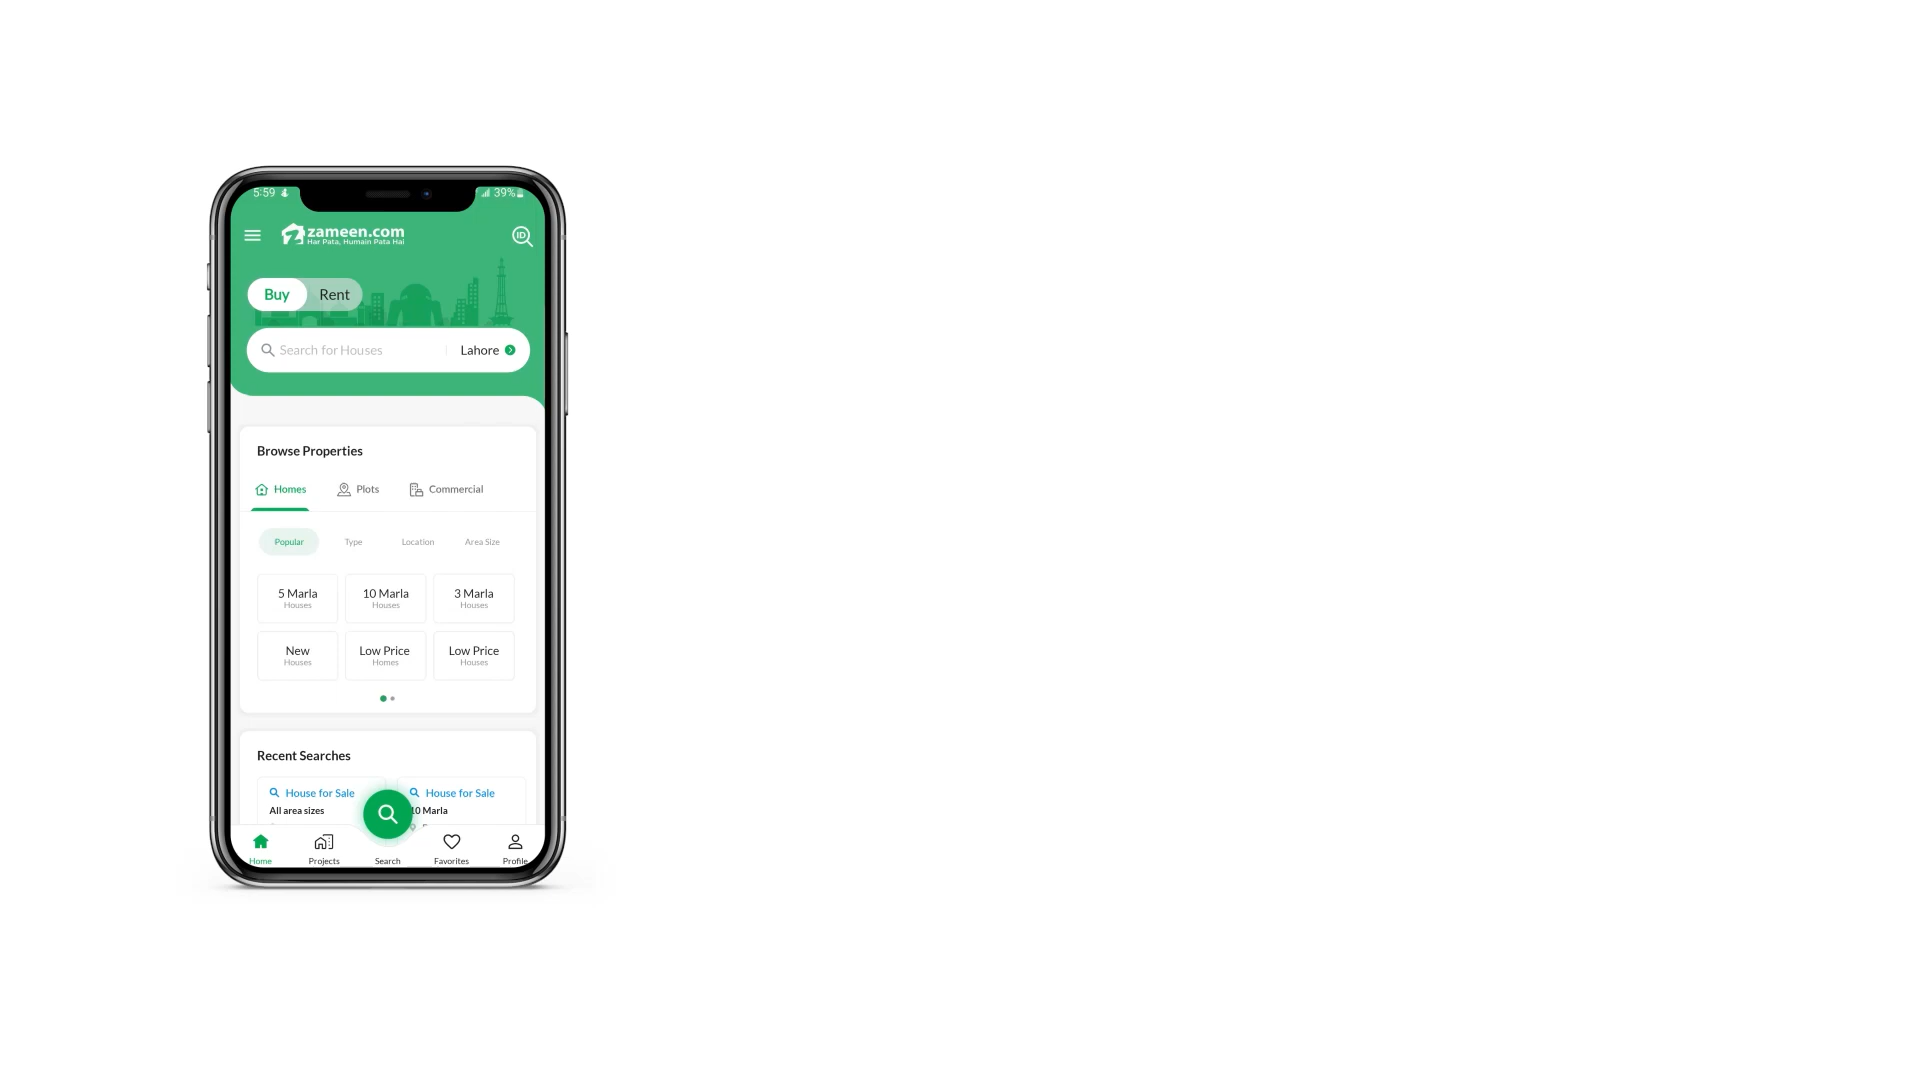 5:59
39%
zameen.com
Har Pata, Humain Pata Hai
ID
Buy
Rent
Search for Houses
Lahore
Browse Properties
Homes
Plots
Commercial
Popular
Type
Location
Area Size
5 Marla
Houses
10 Marla
Houses
3 Marla
Houses
New
Houses
Low Price
Homes
Low Price
Houses
Recent Searches
House for Sale
All area sizes
House for Sale
10 Marla
Home
Projects
Search
Favorites
Profile